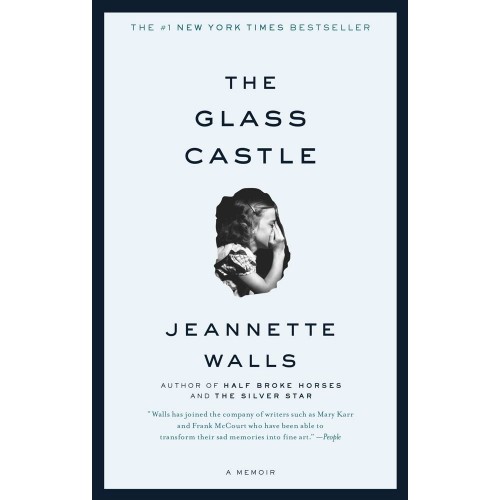 THE #1 NEW YORK TIMES BESTSELLER
THE
GLASS
CASTLE
JEANNETTE
WALLS
AUTHOR OF HALF BROKE HORSES
AND THE SILVER STAR
"Walls has joined the company of writers such as Mary Karr
and Frank McCourt who have been able to
transform their sad memories into fine art." —People
A MEMOIR